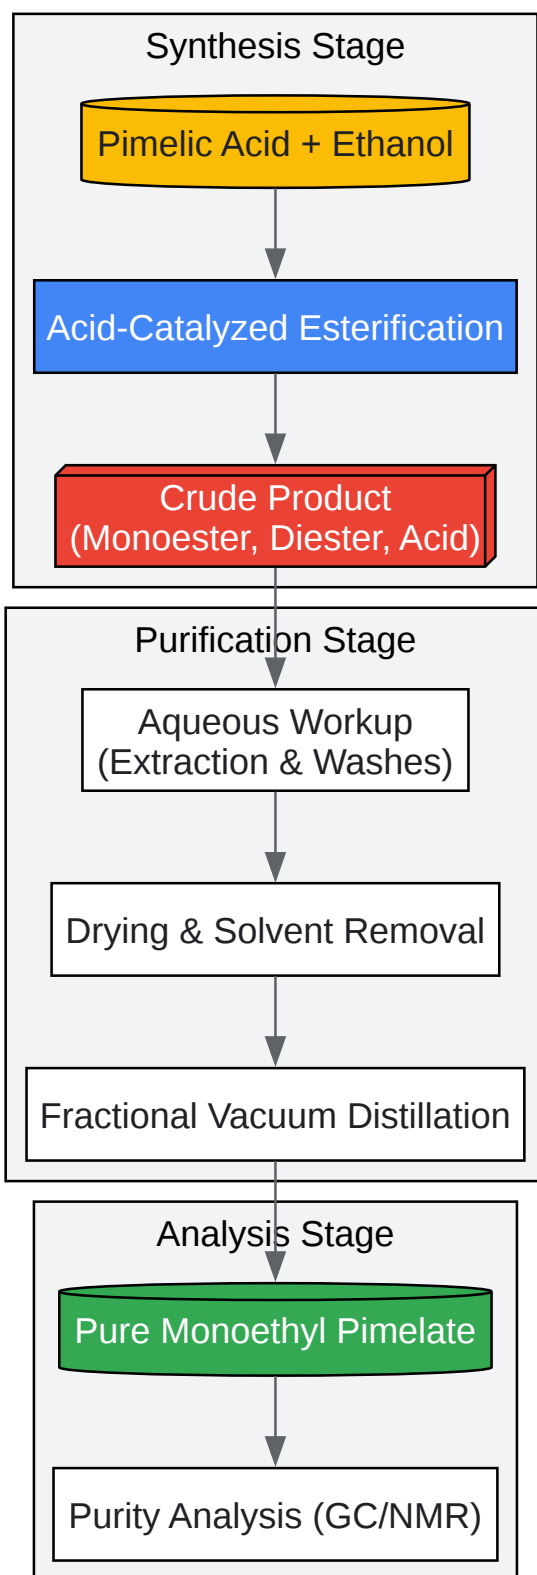 Synthesis Stage
Pimelic Acid + Ethanol
Acid-Catalyzed Esterification
Crude Product
(Monoester, Diester, Acid)
Purification Stage
Aqueous Workup
(Extraction & Washes)
Drying & Solvent Removal
Fractional Vacuum Distillation
Analysis Stage
Pure Monoethyl Pimelate
Purity Analysis (GC/NMR)